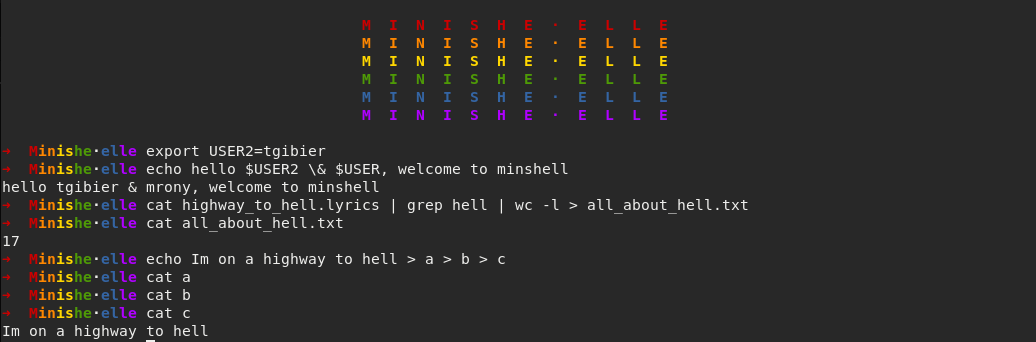 M I N I S H E · E L L E
M I N I S H E · E L L E
M I N I S H E · E L L E
M I N I S H E · E L L E
M I N I S H E · E L L E
M I N I S H E · E L L E
→ Minishe·elle export USER2=tgibier
→ Minishe·elle echo hello $USER2 \& $USER, welcome to minshell
hello tgibier & mrony, welcome to minshell
→ Minishe·elle cat highway_to_hell.lyrics | grep hell | wc -l > all_about_hell.txt
→ Minishe·elle cat all_about_hell.txt
17
→ Minishe·elle echo Im on a highway to hell > a > b > c
→ Minishe·elle cat a
→ Minishe·elle cat b
→ Minishe·elle cat c
Im on a highway to hell